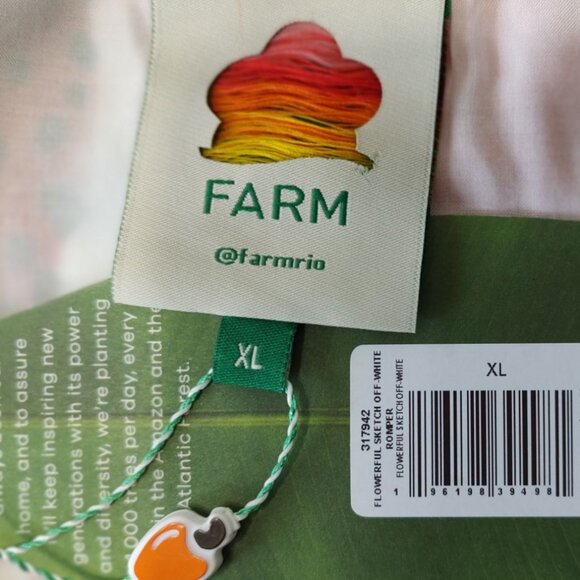 FARM
@farmrio
XL
home, and to assure
keep inspiring new
generations with its power
and diversity, we're planting
000 trees per day, every
in the Amazon and the
Atlantic Forest.
XL
317942
FLOWERFUL SKETCH OFF-WHITE
ROMPER
FLOWERFUL SKETCH OFF-WHITE
1 96198 39498